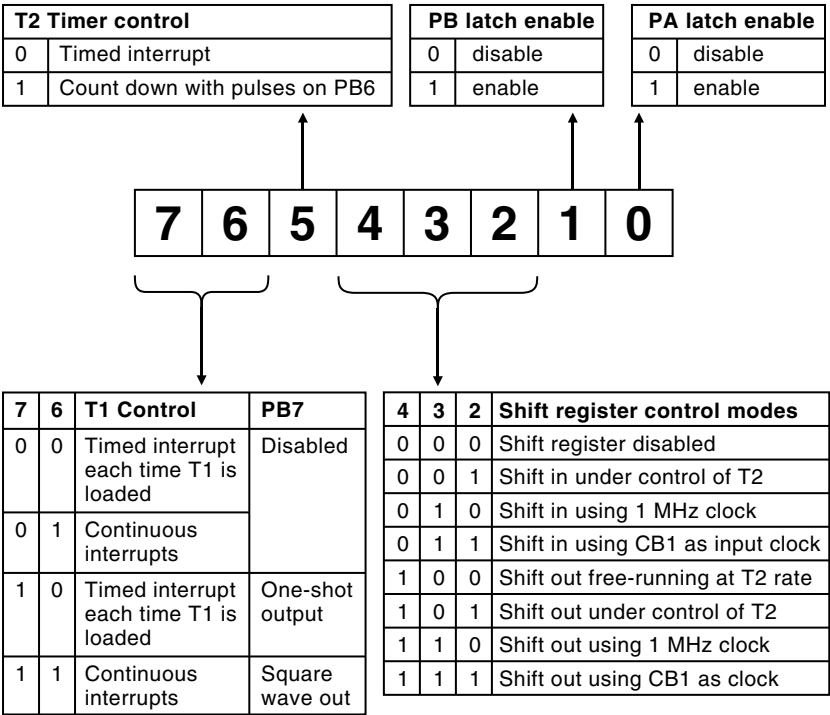 T2 Timer control
0 Timed interrupt
1 Count down with pulses on PB6
PB latch enable
0 disable
1 enable
PA latch enable
0 disable
1 enable
7 6 5 4 3 2 1 0
7 6 T1 Control PB7
0 0 Timed interrupt Disabled
each time T1 is
loaded
0 1 Continuous
interrupts
1 0 Timed interrupt One-shot
each time T1 is output
loaded
1 1 Continuous Square
interrupts wave out
4 3 2 Shift register control modes
0 0 0 Shift register disabled
0 0 1 Shift in under control of T2
0 1 0 Shift in using 1 MHz clock
0 1 1 Shift in using CB1 as input clock
1 0 0 Shift out free-running at T2 rate
1 0 1 Shift out under control of T2
1 1 0 Shift out using 1 MHz clock
1 1 1 Shift out using CB1 as clock